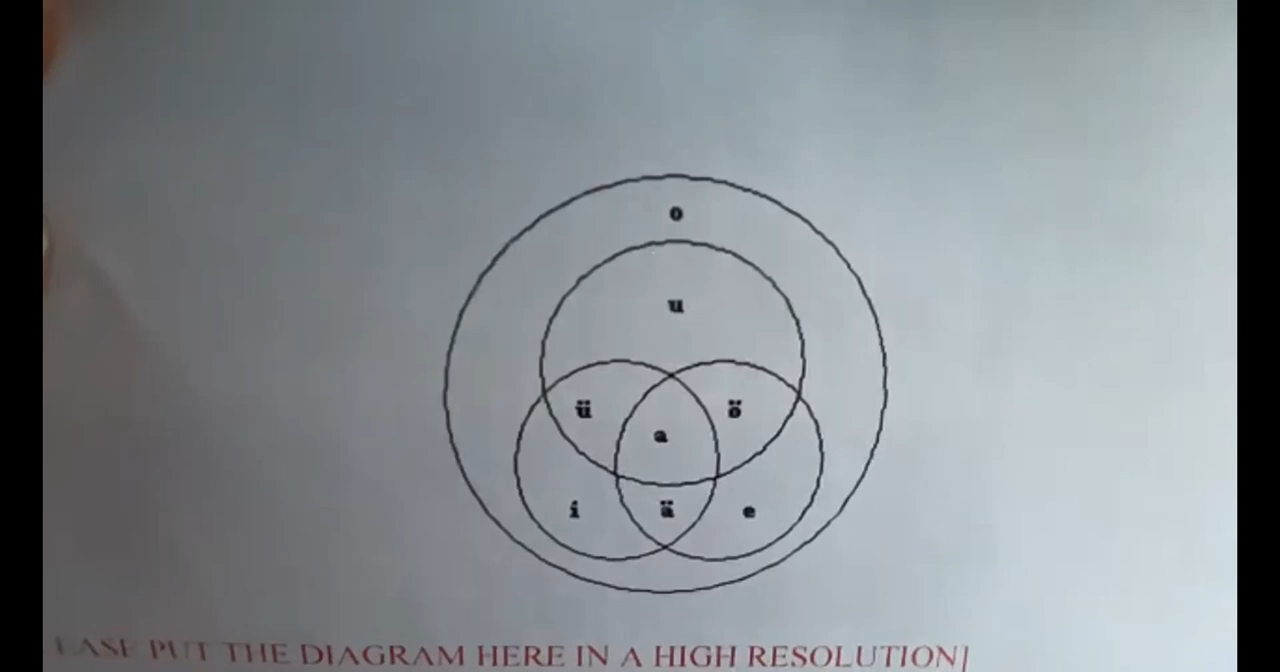 o
u
ü ö
a
i ä e
PUT THE DIAGRAM HERE IN A HIGH RESOLUTION]